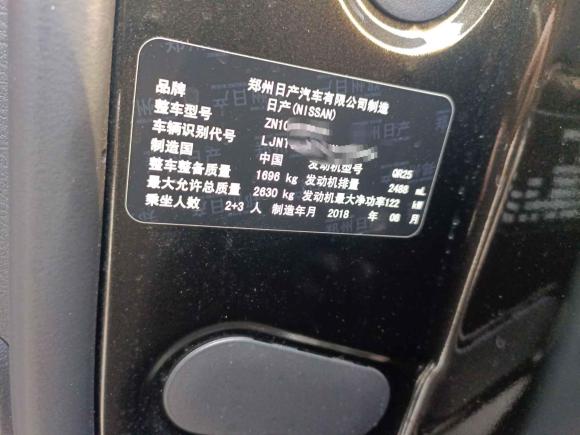 郑州日产汽车有限公司制造
品牌 日产(NISSAN)
整车型号 ZN10
车辆识别代号 LJNT
制造国 中国 发动机型号 QR25
整车整备质量 1696 kg 发动机排量 2488 mL
最大允许总质量 2630 kg 发动机最大净功率122 kW
乘坐人数 2+3 人 制造年月 2018 年 08 月